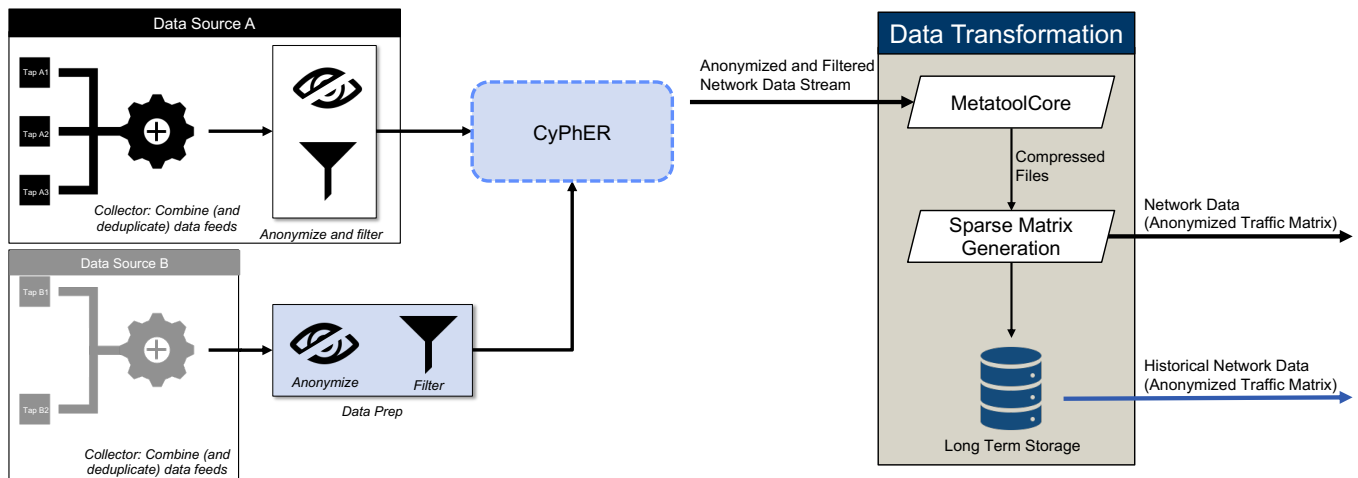 Data Source A
Tap A1
Tap A2
Tap A3
Collector: Combine (and
deduplicate) data feeds
Anonymize and filter
Data Source B
Tap B1
Tap B2
Collector: Combine (and
deduplicate) data feeds
Anonymize
Filter
Data Prep
CyPhER
Anonymized and Filtered
Network Data Stream
Data Transformation
MetatoolCore
Compressed
Files
Sparse Matrix
Generation
Long Term Storage
Network Data
(Anonymized Traffic Matrix)
Historical Network Data
(Anonymized Traffic Matrix)